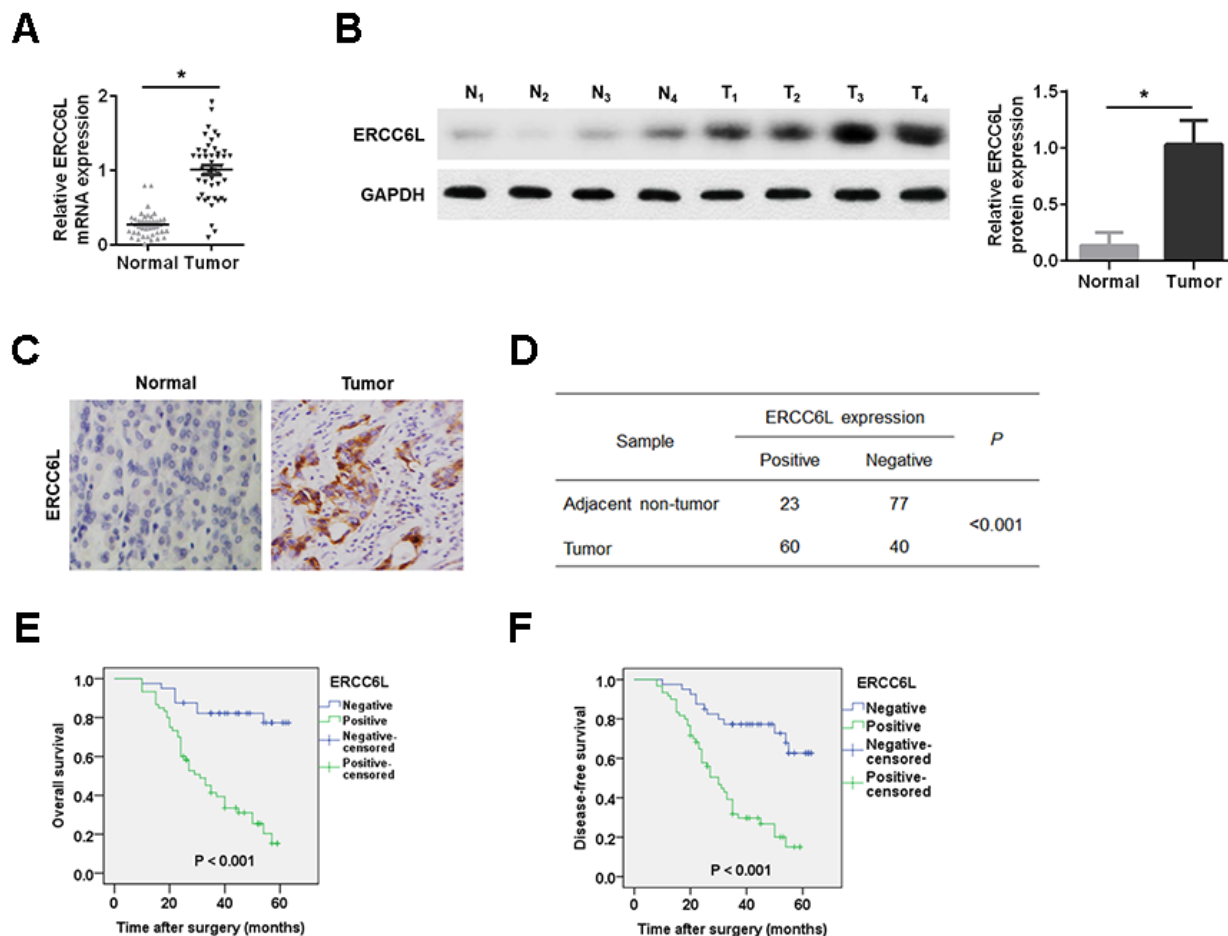 A
*
Relative ERCC6L
mRNA expression
2
1
0
Normal Tumor
B
N1 N2 N3 N4 T1 T2 T3 T4
ERCC6L
GAPDH
*
Relative ERCC6L
protein expression
1.5
1.0
0.5
0.0
Normal Tumor
C
Normal Tumor
ERCC6L
D
Sample ERCC6L expression P
Positive Negative
Adjacent non-tumor 23 77
<0.001
Tumor 60 40
E
Overall survival
1.0
0.8
0.6
0.4
0.2
0.0
P < 0.001
0 20 40 60
Time after surgery (months)
ERCC6L
Negative
Positive
Negative-
censored
Positive-
censored
F
Disease-free survival
1.0
0.8
0.6
0.4
0.2
0.0
P < 0.001
0 20 40 60
Time after surgery (months)
ERCC6L
Negative
Positive
Negative-
censored
Positive-
censored